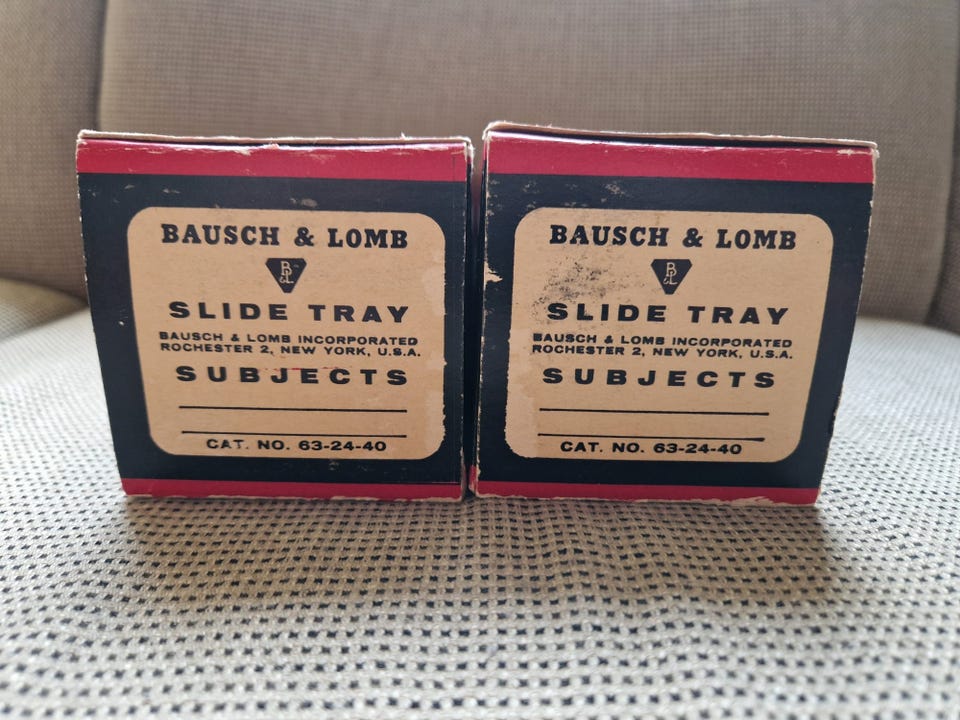 BAUSCH & LOMB
B
&L
SLIDE TRAY
BAUSCH & LOMB INCORPORATED
ROCHESTER 2, NEW YORK, U.S.A.
SUBJECTS
CAT. NO. 63-24-40
BAUSCH & LOMB
B
&L
SLIDE TRAY
BAUSCH & LOMB INCORPORATED
ROCHESTER 2, NEW YORK, U.S.A.
SUBJECTS
CAT. NO. 63-24-40